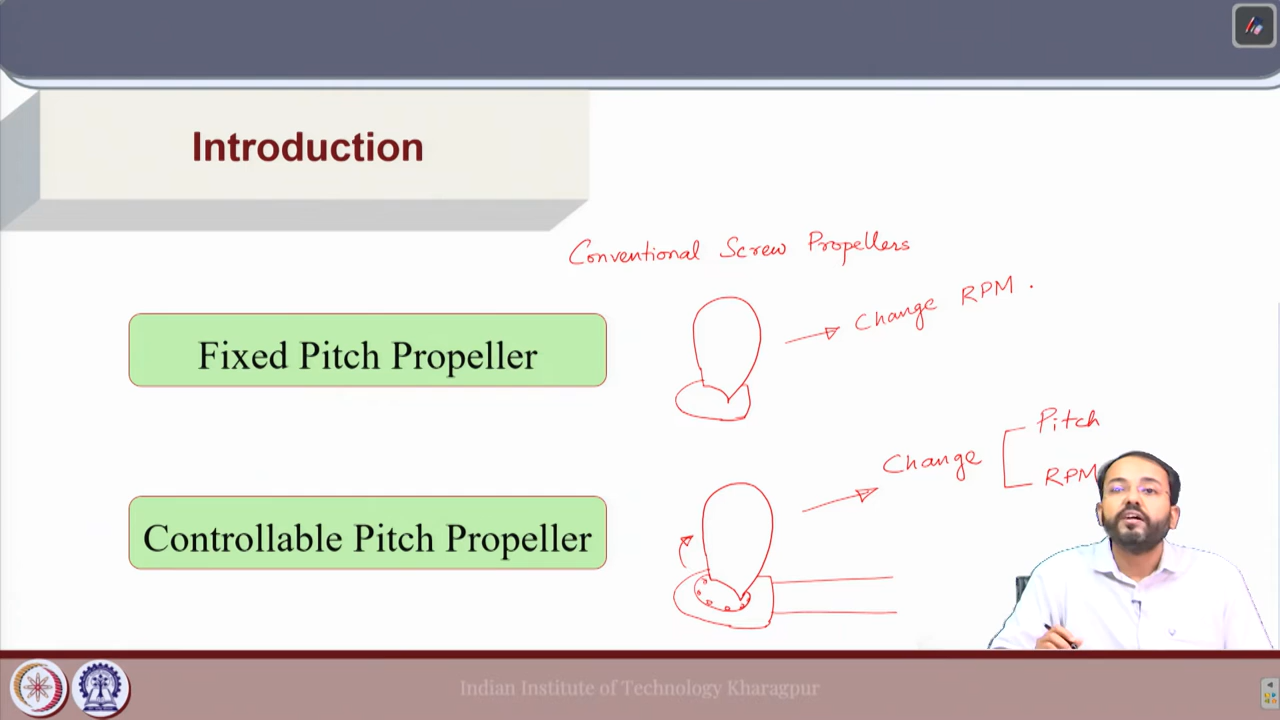 Introduction
Conventional Screw Propellers
Change RPM.
Fixed Pitch Propeller
Pitch
Change
RPM
Controllable Pitch Propeller
Indian Institute of Technology Kharagpur